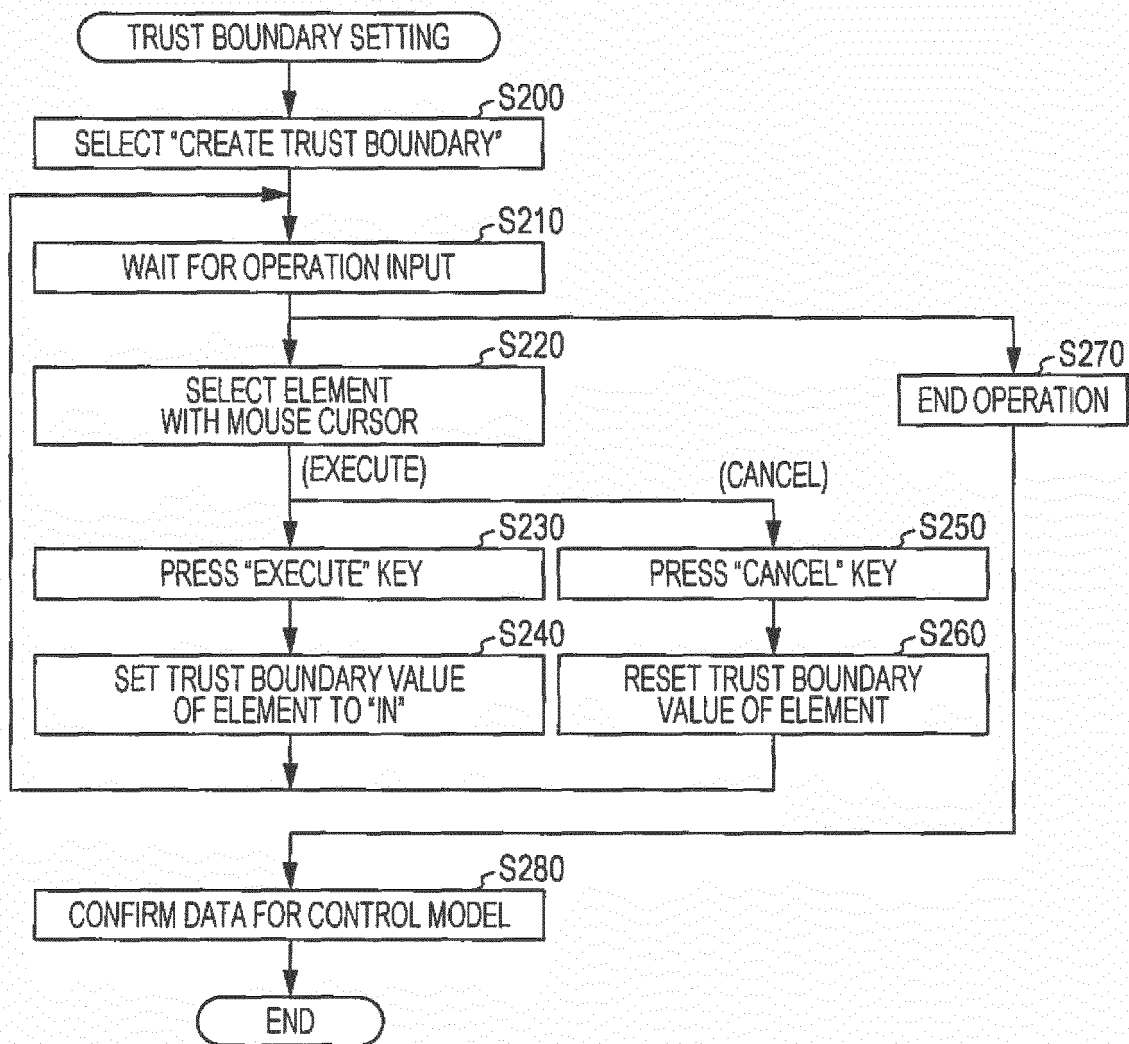 TRUST BOUNDARY SETTING
S200
SELECT "CREATE TRUST BOUNDARY"
S210
WAIT FOR OPERATION INPUT
S220
SELECT ELEMENT
WITH MOUSE CURSOR
S270
END OPERATION
(EXECUTE)
(CANCEL)
S230
PRESS "EXECUTE" KEY
S250
PRESS "CANCEL" KEY
S240
SET TRUST BOUNDARY VALUE
OF ELEMENT TO "IN"
S260
RESET TRUST BOUNDARY
VALUE OF ELEMENT
S280
CONFIRM DATA FOR CONTROL MODEL
END